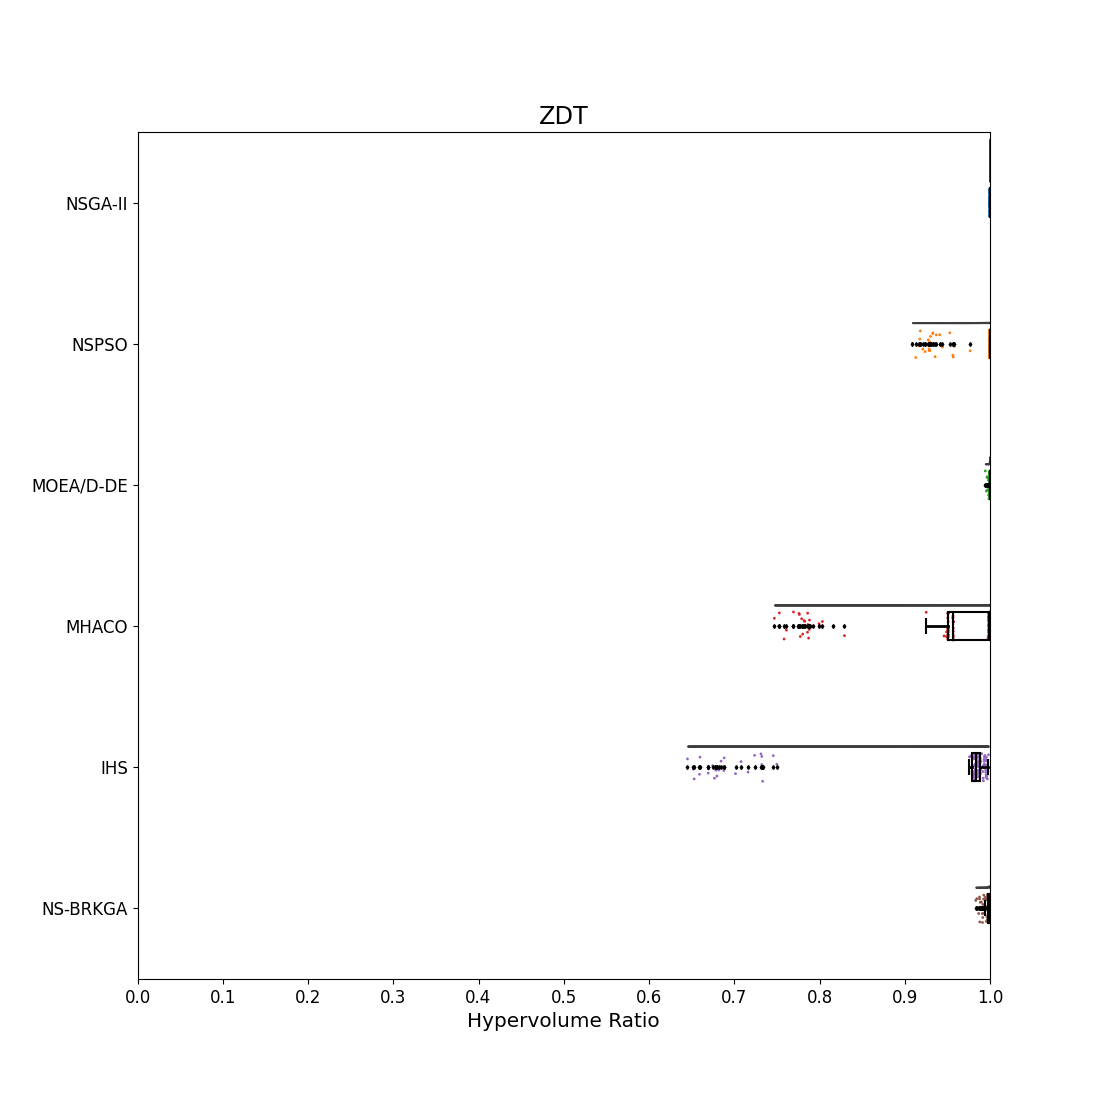 ZDT
NSGA-II
NSPSO
MOEA/D-DE
MHACO
IHS
NS-BRKGA
0.0 0.1 0.2 0.3 0.4 0.5 0.6 0.7 0.8 0.9 1.0
Hypervolume Ratio